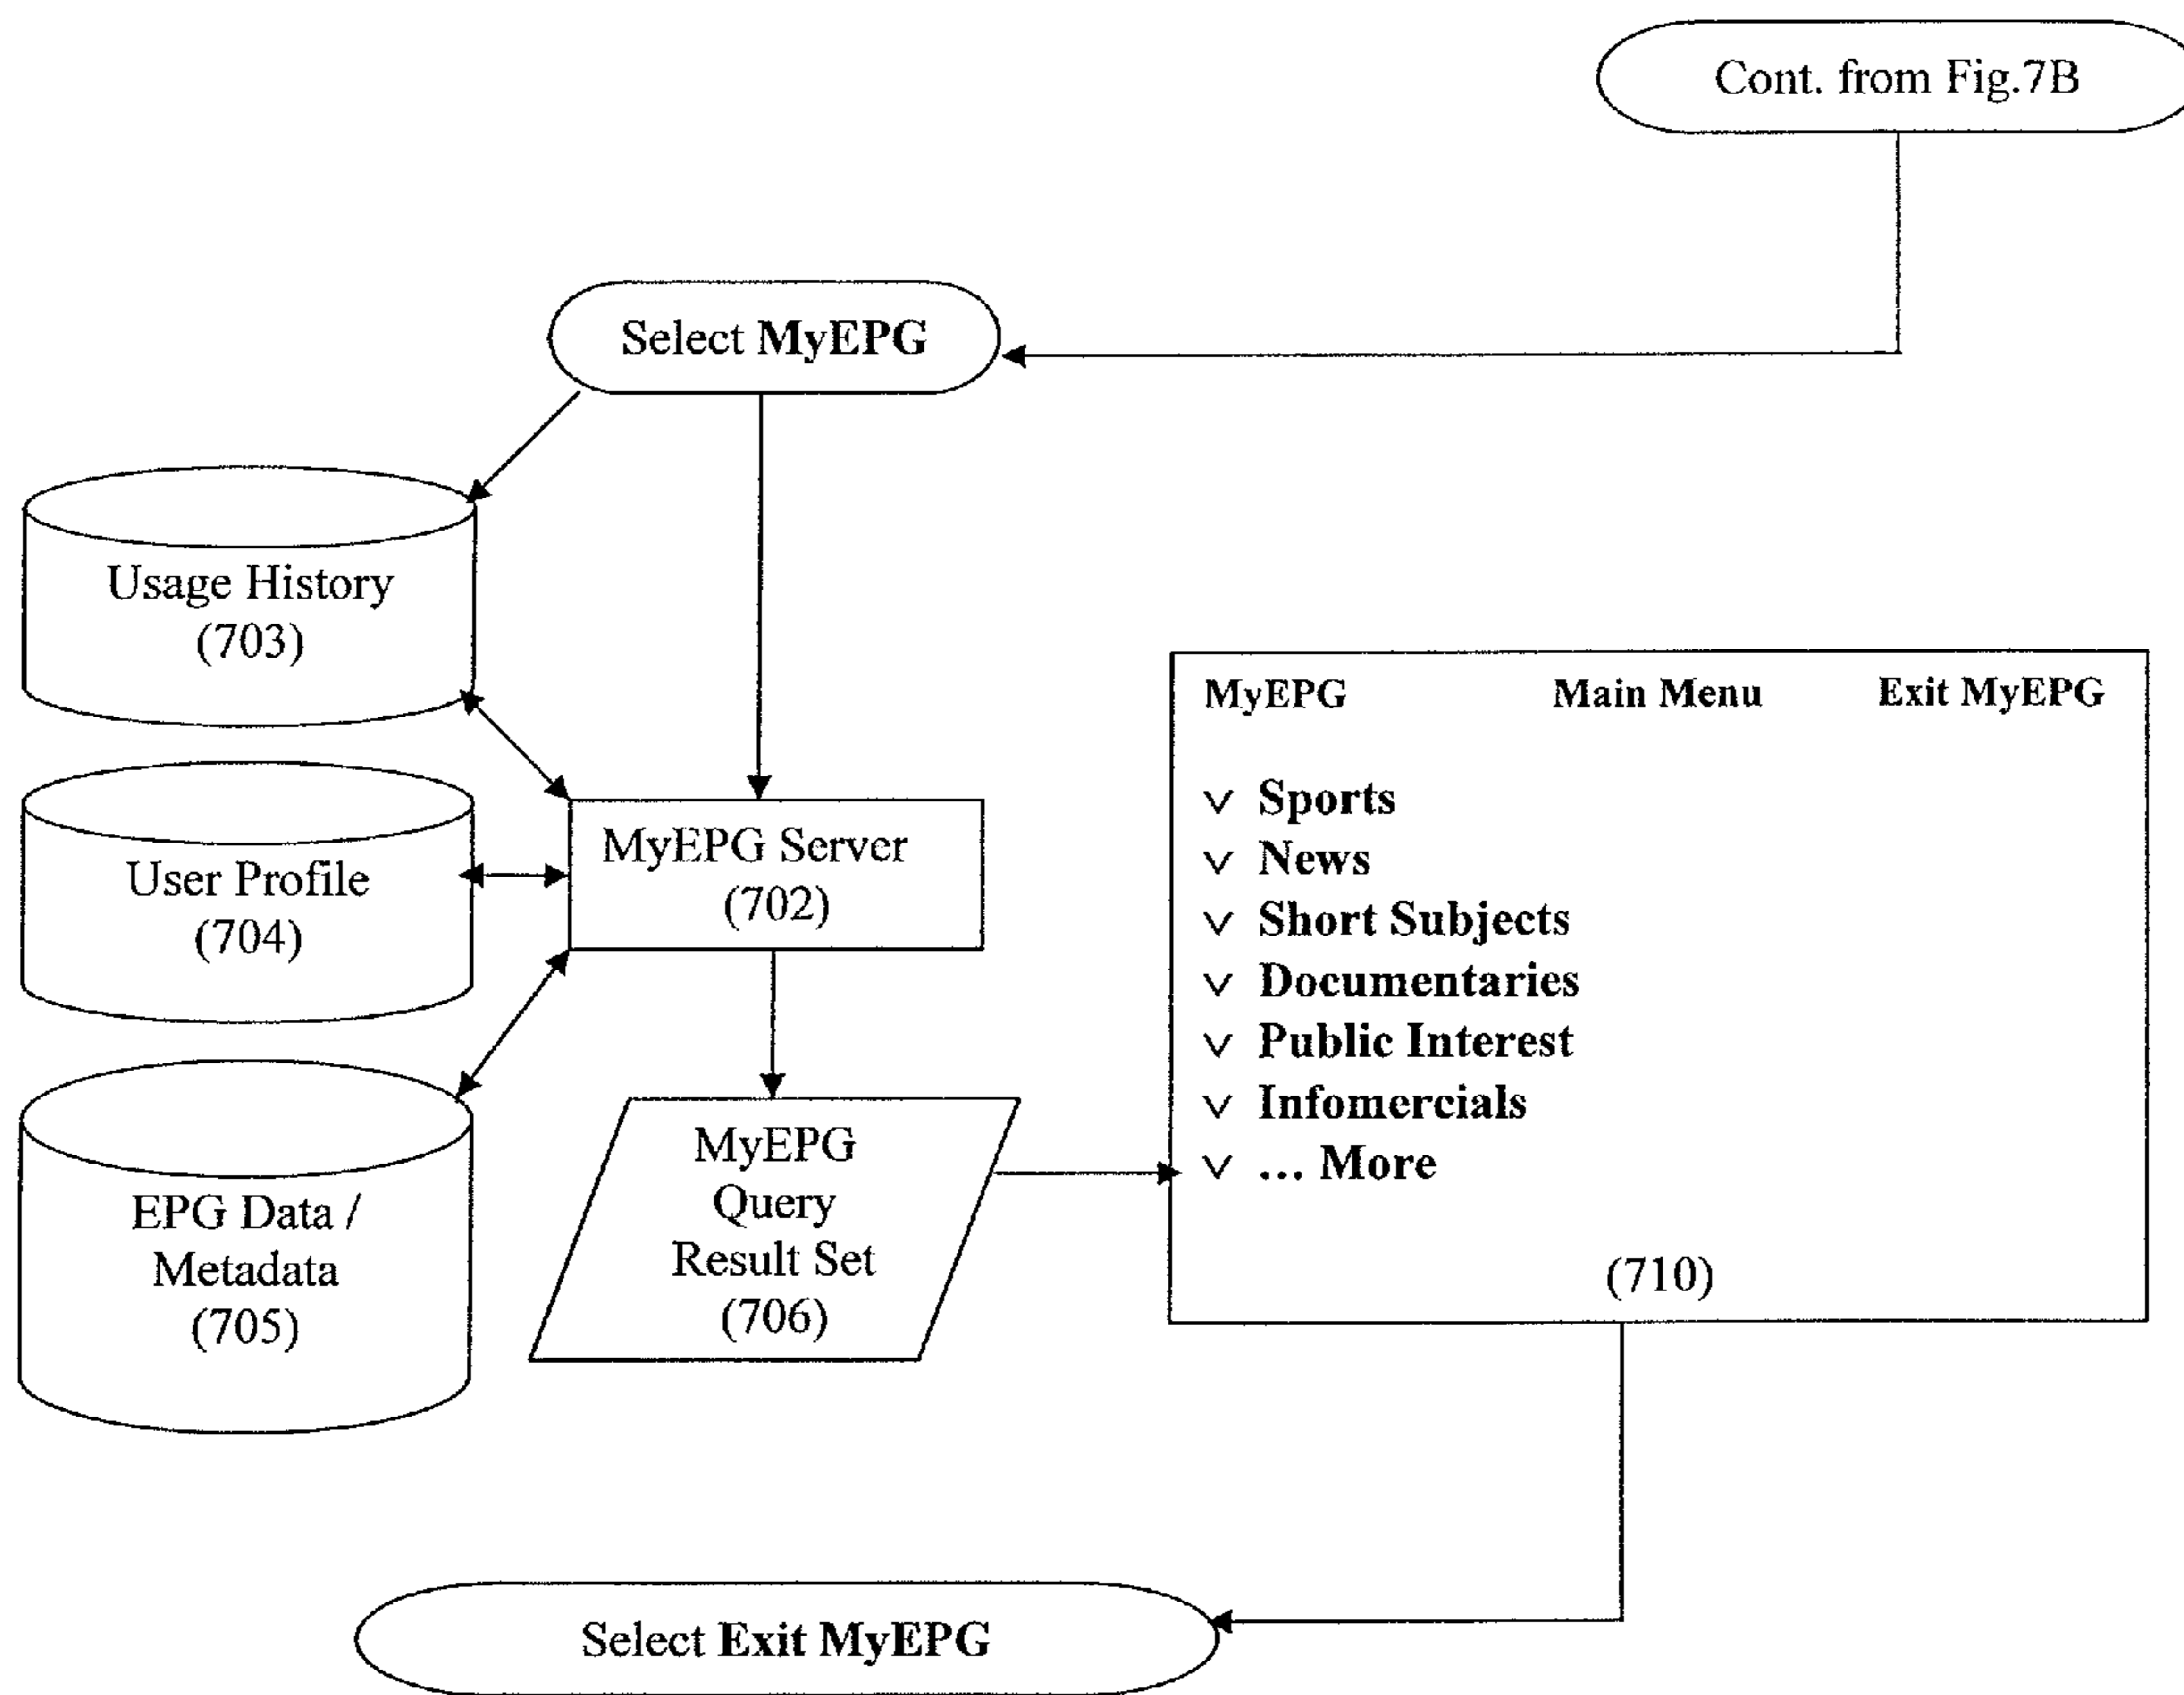 Cont. from Fig.7B
Select MyEPG
Usage History
(703)
User Profile
(704)
EPG Data /
Metadata
(705)
MyEPG Server
(702)
MyEPG
Query
Result Set
(706)
MyEPG Main Menu Exit MyEPG
v Sports
v News
v Short Subjects
v Documentaries
v Public Interest
v Infomercials
v ... More
(710)
Select Exit MyEPG